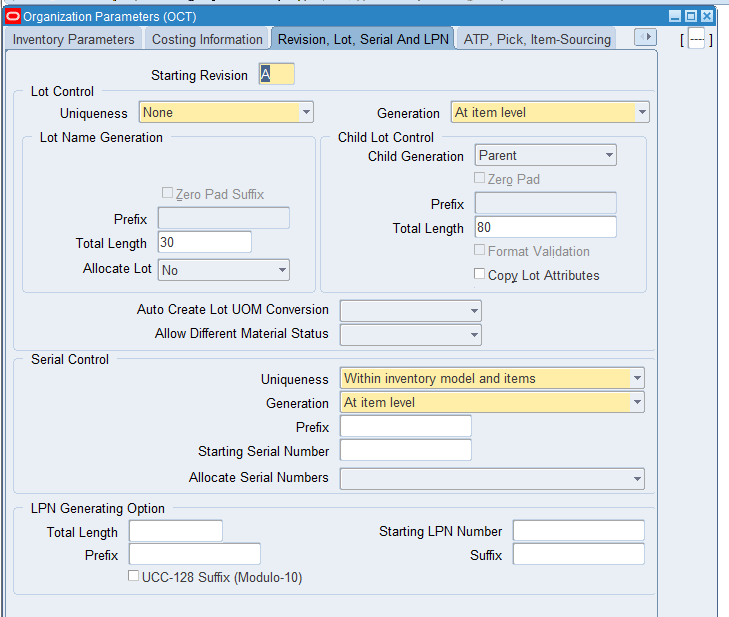 Organization Parameters (OCT)
Inventory Parameters Costing Information Revision, Lot, Serial And LPN ATP, Pick, Item-Sourcing [ ---- ]
Starting Revision A
Lot Control
Uniqueness None Generation At item level
Lot Name Generation Child Lot Control
Child Generation Parent
Zero Pad Suffix Zero Pad
Prefix Prefix
Total Length 30 Total Length 80
Allocate Lot No Format Validation
Copy Lot Attributes
Auto Create Lot UOM Conversion
Allow Different Material Status
Serial Control
Uniqueness Within inventory model and items
Generation At item level
Prefix
Starting Serial Number
Allocate Serial Numbers
LPN Generating Option
Total Length Starting LPN Number
Prefix Suffix
UCC-128 Suffix (Modulo-10)